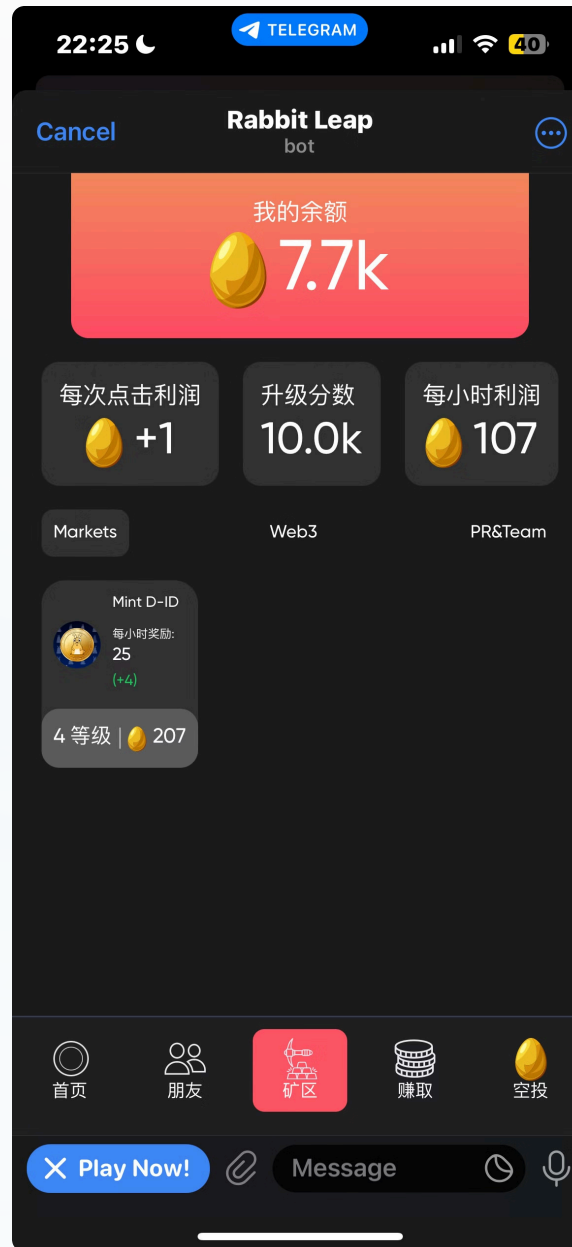 22:25
TELEGRAM
40
Cancel
Rabbit Leap
bot
我的余额
7.7k
每次点击利润
+1
升级分数
10.0k
每小时利润
107
Markets
Web3
PR&Team
Mint D-ID
每小时奖励:
25
(+4)
4 等级 | 207
首页
朋友
矿区
赚取
空投
Play Now!
Message